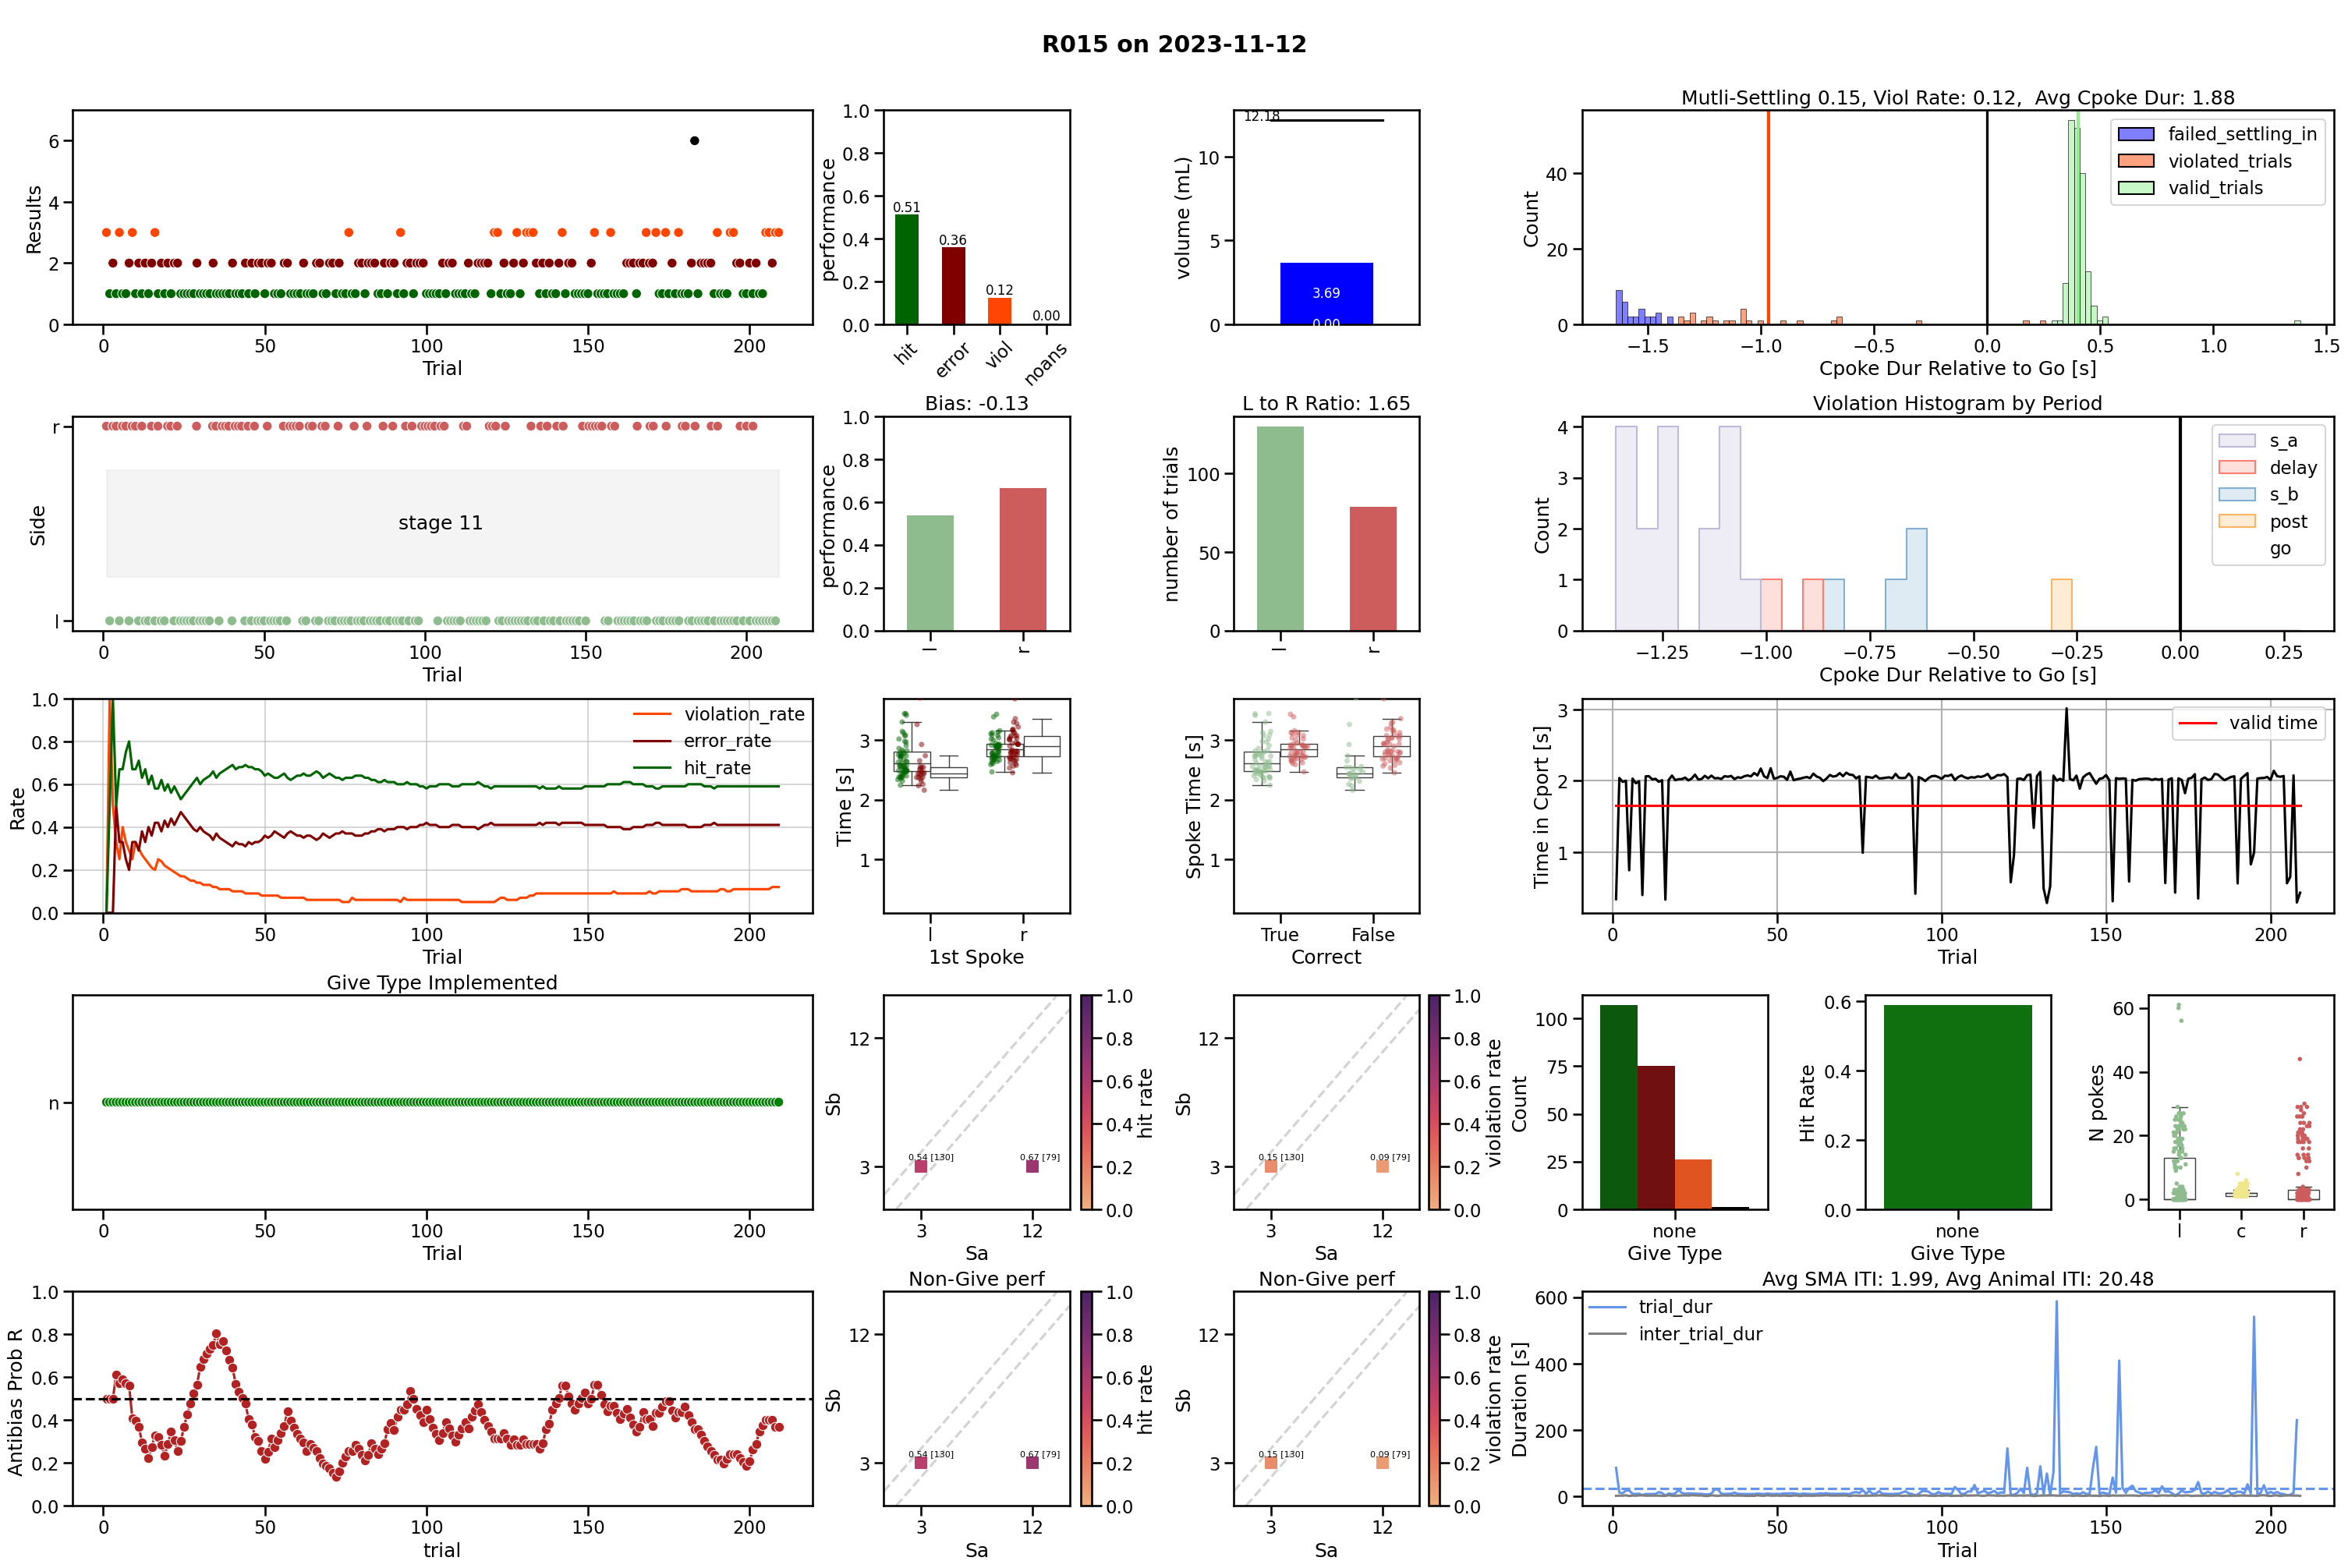 R015 on 2023-11-12
Results
6
4
2
0
0
50
100
150
200
Trial
performance
1.0
0.8
0.6
0.4
0.2
0.0
0.51
0.36
0.12
0.00
hit
error
viol
noans
volume (mL)
10
5
0
12.18
3.69
0.00
Mutli-Settling 0.15, Viol Rate: 0.12,  Avg Cpoke Dur: 1.88
Count
40
20
0
failed_settling_in
violated_trials
valid_trials
−1.5
−1.0
−0.5
0.0
0.5
1.0
1.5
Cpoke Dur Relative to Go [s]
Side
r
l
stage 11
0
50
100
150
200
Trial
Bias: -0.13
performance
1.0
0.8
0.6
0.4
0.2
0.0
l
r
L to R Ratio: 1.65
number of trials
100
50
0
l
r
Violation Histogram by Period
Count
4
3
2
1
0
s_a
delay
s_b
post
go
−1.25
−1.00
−0.75
−0.50
−0.25
0.00
0.25
Cpoke Dur Relative to Go [s]
Rate
1.0
0.8
0.6
0.4
0.2
0.0
violation_rate
error_rate
hit_rate
0
50
100
150
200
Trial
Time [s]
3
2
1
l
r
1st Spoke
Spoke Time [s]
3
2
1
True
False
Correct
Time in Cport [s]
3
2
1
valid time
0
50
100
150
200
Trial
Give Type Implemented
n
0
50
100
150
200
Trial
Sb
12
3
0.54 [130]
0.67 [79]
3
12
Sa
1.0
0.8
0.6
0.4
0.2
0.0
hit rate
Sb
12
3
0.15 [130]
0.09 [79]
3
12
Sa
1.0
0.8
0.6
0.4
0.2
0.0
violation rate
Count
100
75
50
25
0
none
Give Type
Hit Rate
0.6
0.4
0.2
0.0
none
Give Type
N pokes
60
40
20
0
l
c
r
Antibias Prob R
1.0
0.8
0.6
0.4
0.2
0.0
0
50
100
150
200
trial
Non-Give perf
Sb
12
3
0.54 [130]
0.67 [79]
3
12
Sa
1.0
0.8
0.6
0.4
0.2
0.0
hit rate
Non-Give perf
Sb
12
3
0.15 [130]
0.09 [79]
3
12
Sa
1.0
0.8
0.6
0.4
0.2
0.0
violation rate
Avg SMA ITI: 1.99, Avg Animal ITI: 20.48
Duration [s]
600
400
200
0
trial_dur
inter_trial_dur
0
50
100
150
200
Trial